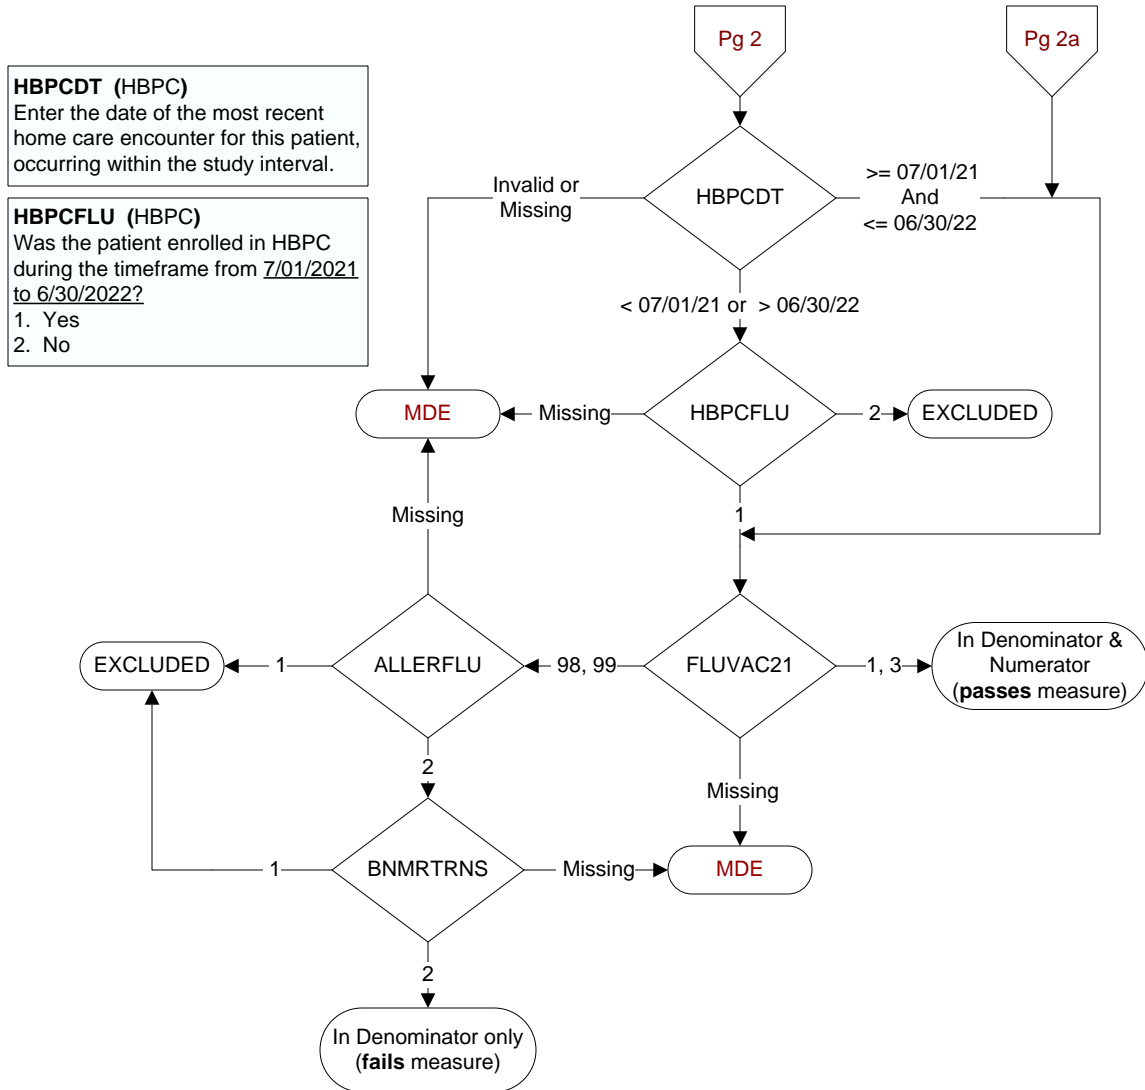 Pg 2
Pg 2a
HBPCDT (HBPC)
Enter the date of the most recent
home care encounter for this patient,
occurring within the study interval.
HBPCFLU (HBPC)
Was the patient enrolled in HBPC
during the timeframe from 7/01/2021
to 6/30/2022?
1. Yes
2. No
Invalid or
Missing
HBPCDT
>= 07/01/21
And
<= 06/30/22
< 07/01/21 or > 06/30/22
MDE
Missing
HBPCFLU
2
EXCLUDED
Missing
1
EXCLUDED
1
ALLERFLU
98, 99
FLUVAC21
1, 3
In Denominator &
Numerator
(passes measure)
2
Missing
1
BNMRTRNS
Missing
MDE
2
In Denominator only
(fails measure)